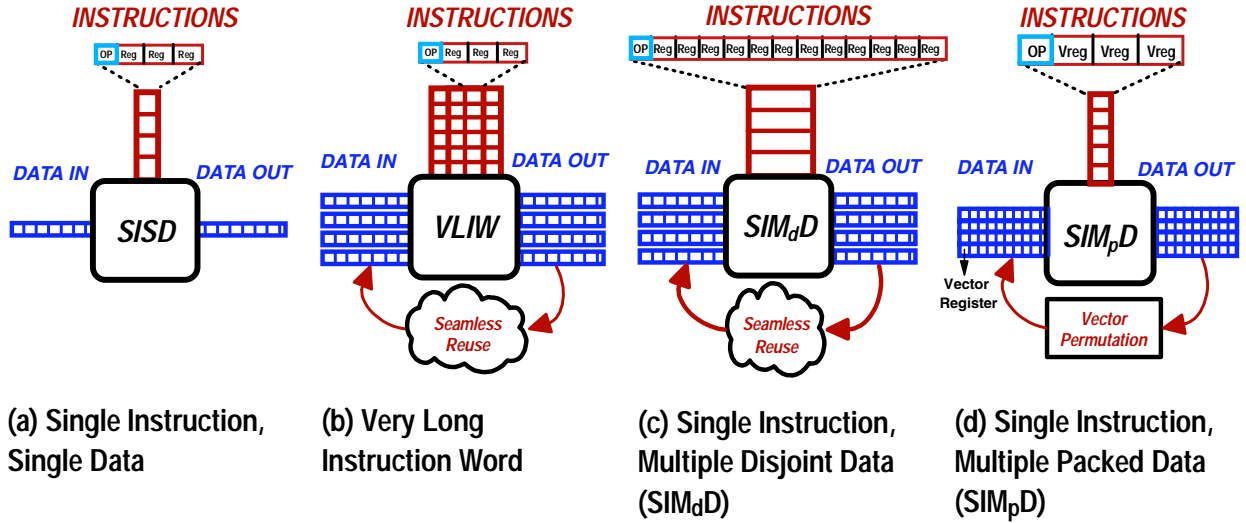 INSTRUCTIONS
OP Reg Reg Reg
DATA IN
DATA OUT
SISD
(a) Single Instruction,
Single Data
INSTRUCTIONS
OP Reg Reg Reg
DATA IN
DATA OUT
VLIW
Seamless
Reuse
(b) Very Long
Instruction Word
INSTRUCTIONS
OP Reg Reg Reg Reg Reg Reg Reg Reg Reg Reg Reg Reg
DATA IN
DATA OUT
SIMdD
Seamless
Reuse
(c) Single Instruction,
Multiple Disjoint Data
(SIMdD)
INSTRUCTIONS
OP Vreg Vreg Vreg
DATA IN
DATA OUT
SIMpD
Vector
Register
Vector
Permutation
(d) Single Instruction,
Multiple Packed Data
(SIMpD)